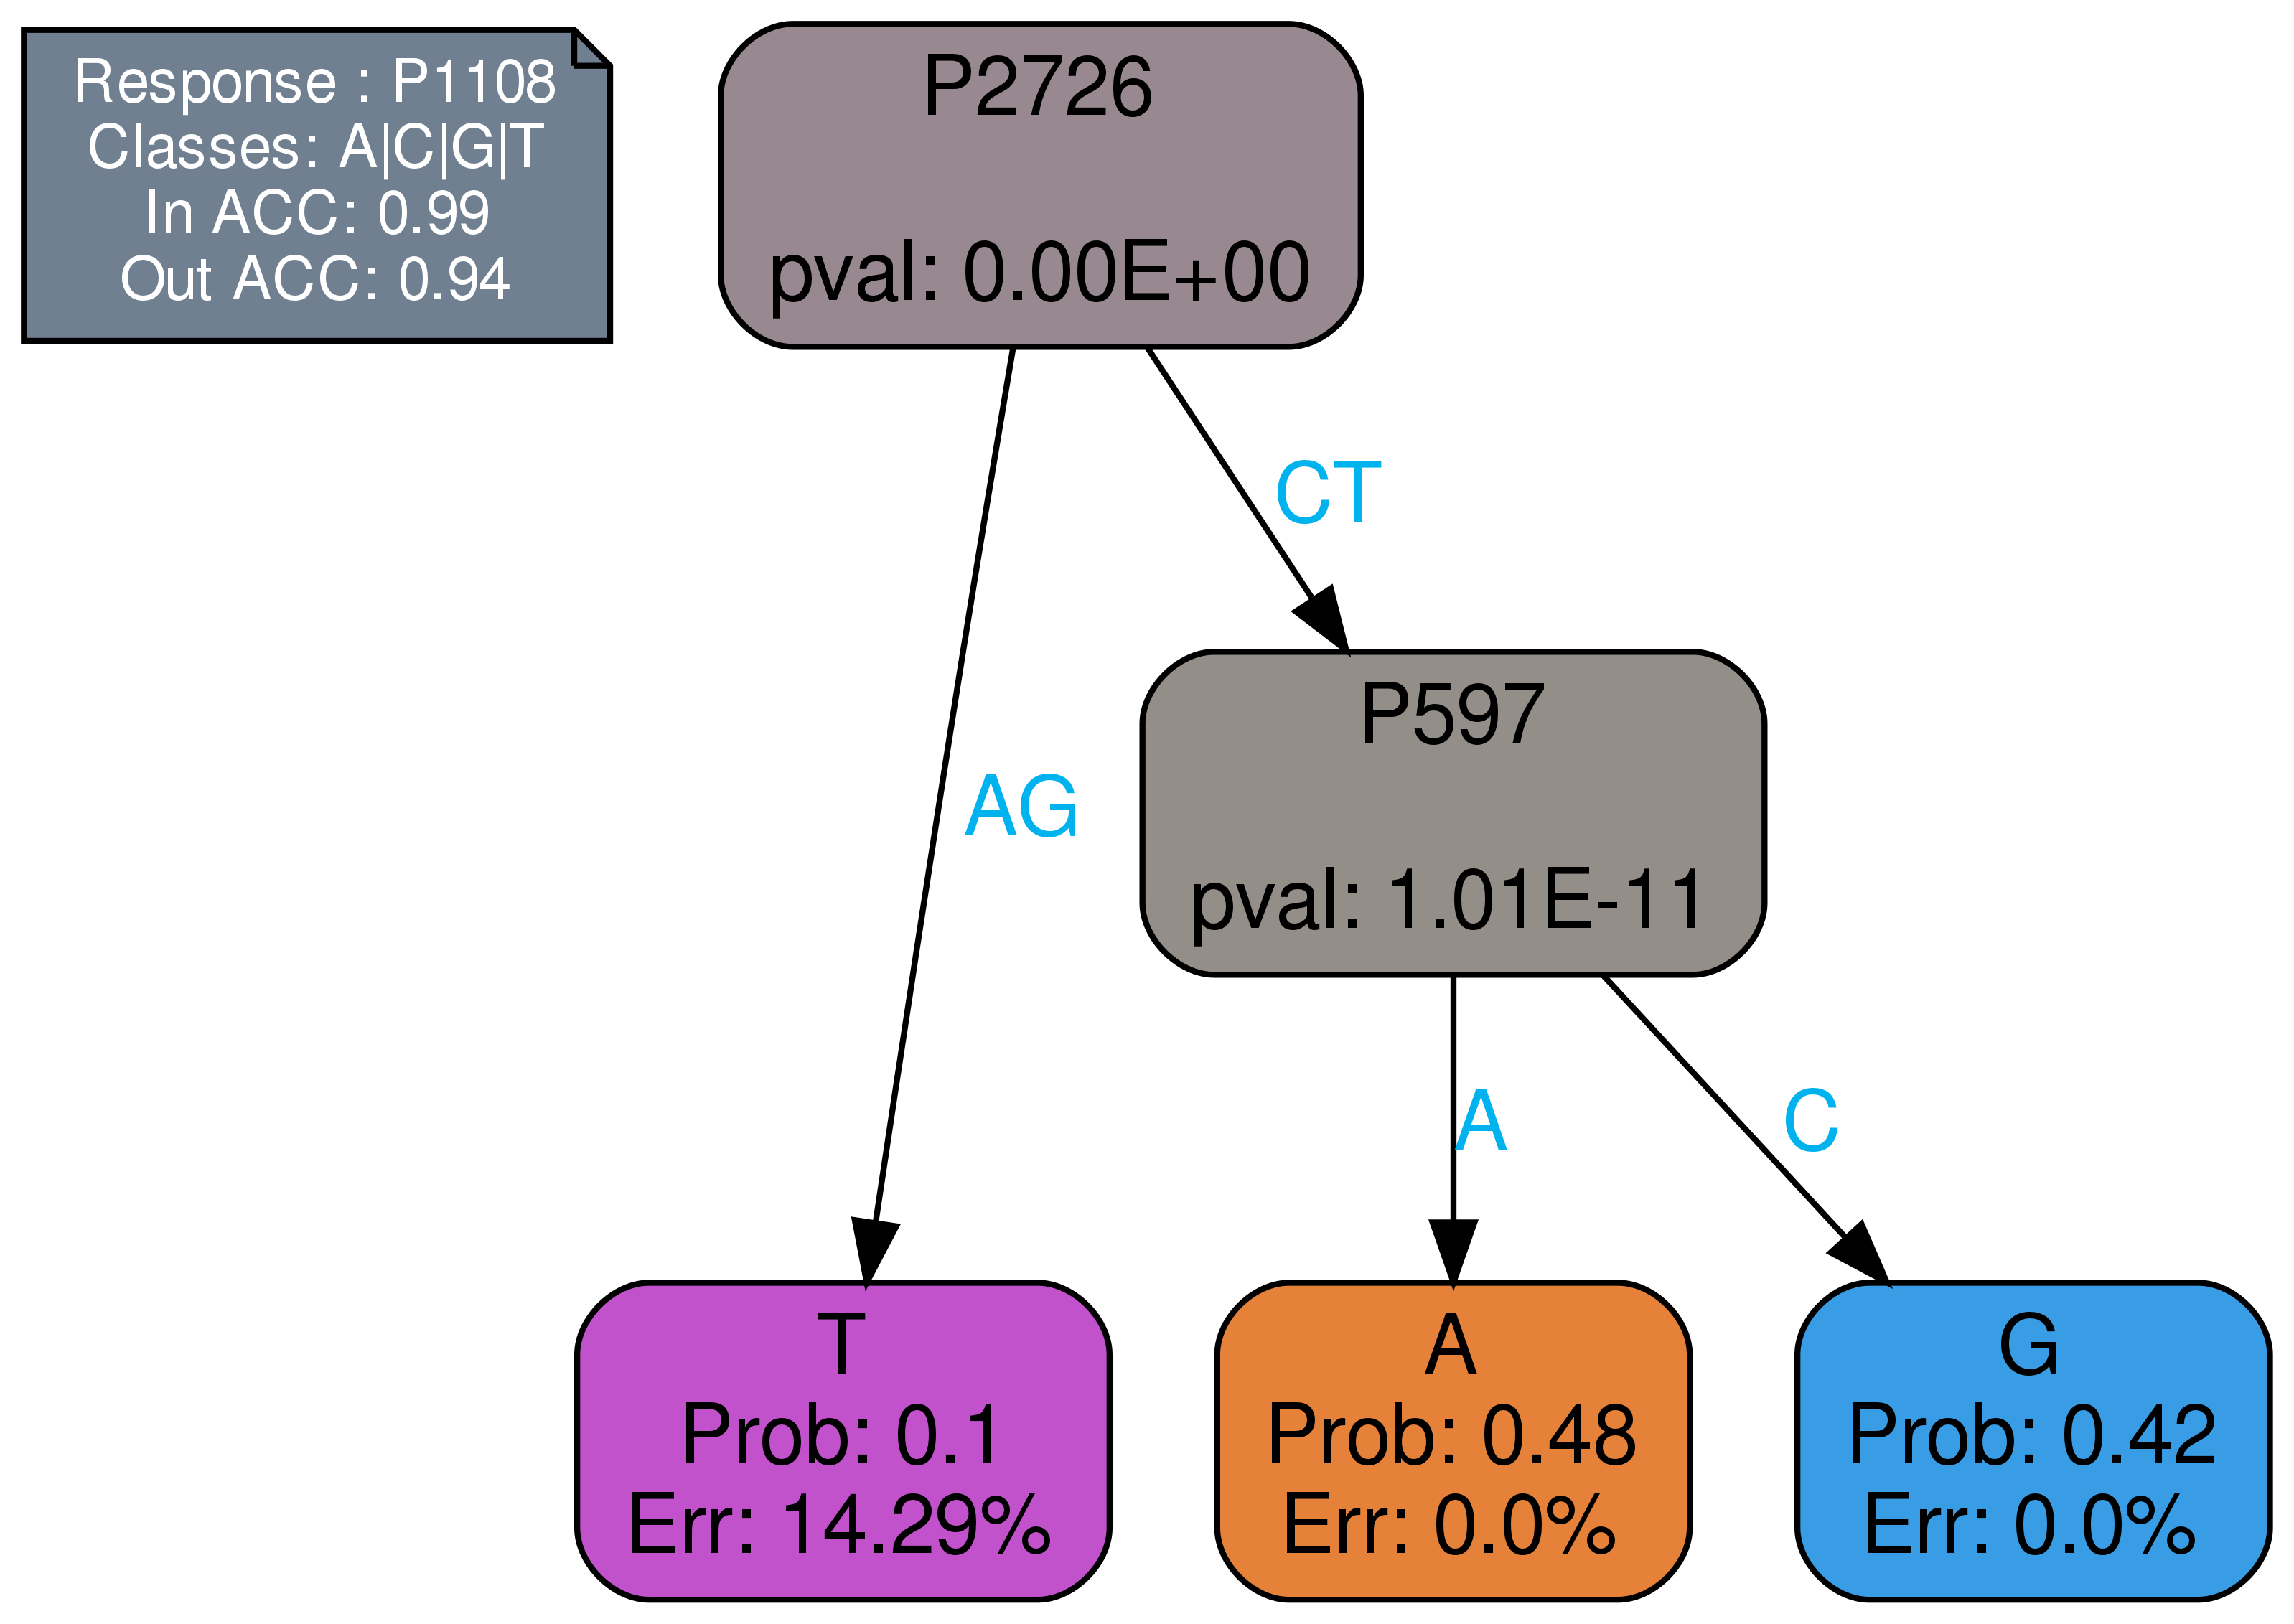 Response : P1108
Classes: A|C|G|T
In ACC: 0.99
Out ACC: 0.94
P2726
pval: 0.00E+00
CT
P597
pval: 1.01E-11
AG
A
C
T
Prob: 0.1
Err: 14.29%
A
Prob: 0.48
Err: 0.0%
G
Prob: 0.42
Err: 0.0%